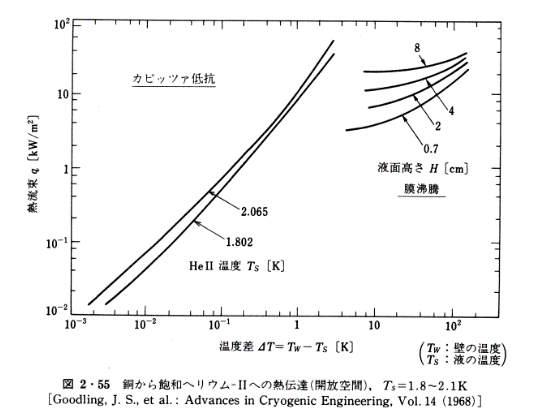 10²
10
1
10⁻¹
10⁻²
熱流束 q [kW/m²]
カピッツァ低抗
8
4
2
0.7
液面高さ H [cm]
膜沸騰
2.065
1.802
HeII 温度 Ts [K]
10⁻³ 10⁻² 10⁻¹ 1 10 10²
温度差 ΔT=Tw−Ts [K]
(Tw:壁の温度
Ts:液の温度)
図 2・55 銅から飽和ヘリウム-IIへの熱伝達(開放空間), Ts=1.8~2.1K
[Goodling, J. S., et al.: Advances in Cryogenic Engineering, Vol. 14 (1968)]